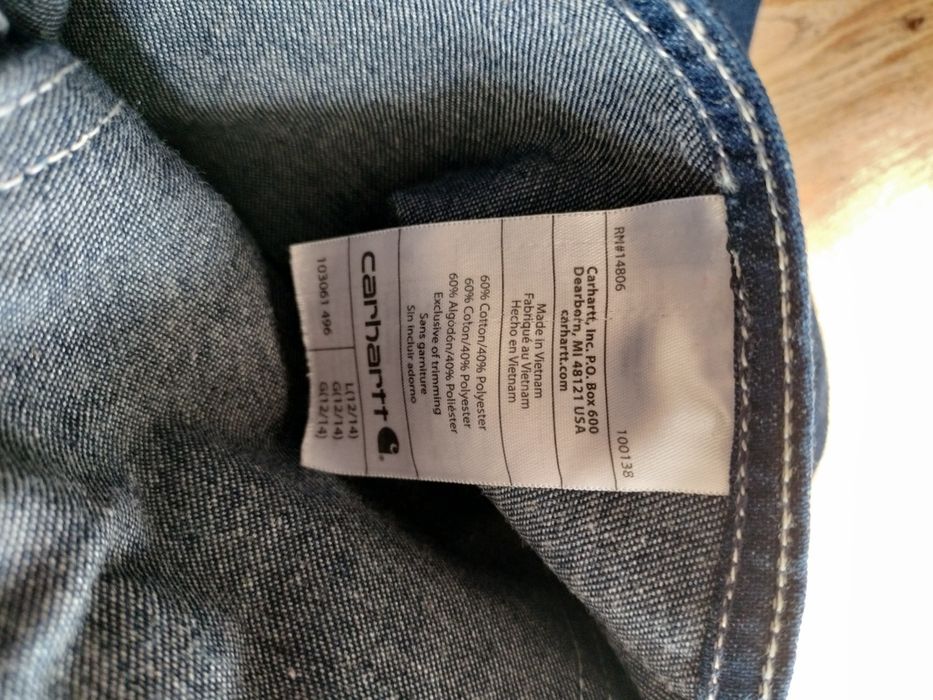 RM#14806 100138
Carhartt, Inc. P.O. Box 600
Dearborn, MI 48121 USA
carhartt.com
Made in Vietnam
Fabriqué au Vietnam
Hecho en Vietnam
60% Cotton/40% Polyester
60% Coton/40% Polyester
60% Algodón/40% Poliéster
Exclusive of trimming
Sans garniture
Sin incluir adorno
carhartt
L(12/14)
G(12/14)
103061 496 G(12/14)